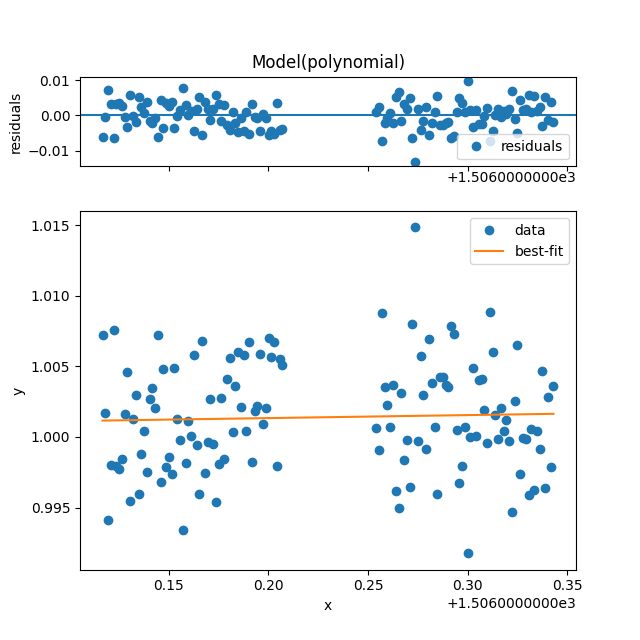 Model(polynomial)
0.01
0.00
−0.01
residuals
residuals
+1.5060000000e3
1.015
1.010
1.005
1.000
0.995
y
data
best-fit
0.15 0.20 0.25 0.30 0.35
x
+1.5060000000e3